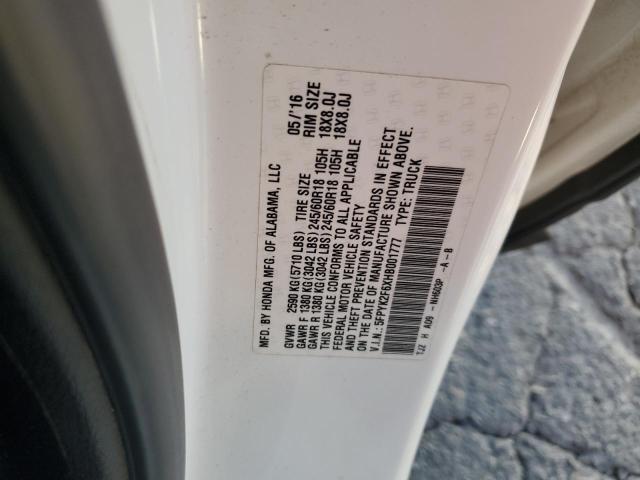 MFD. BY HONDA MFG. OF ALABAMA, LLC 05/'16
GVWR 2590 KG(5710 LBS) TIRE SIZE RIM SIZE
GAWR F 1380 KG(3042 LBS) 245/60R18 105H 18X8.0J
GAWR R 1380 KG(3042 LBS) 245/60R18 105H 18X8.0J
THIS VEHICLE CONFORMS TO ALL APPLICABLE
FEDERAL MOTOR VEHICLE SAFETY
AND THEFT PREVENTION STANDARDS IN EFFECT
ON THE DATE OF MANUFACTURE SHOWN ABOVE.
V.I.N.: 5FPYK2F6XHB001777 TYPE: TRUCK
TJZ H A09 - NH603P -A -B